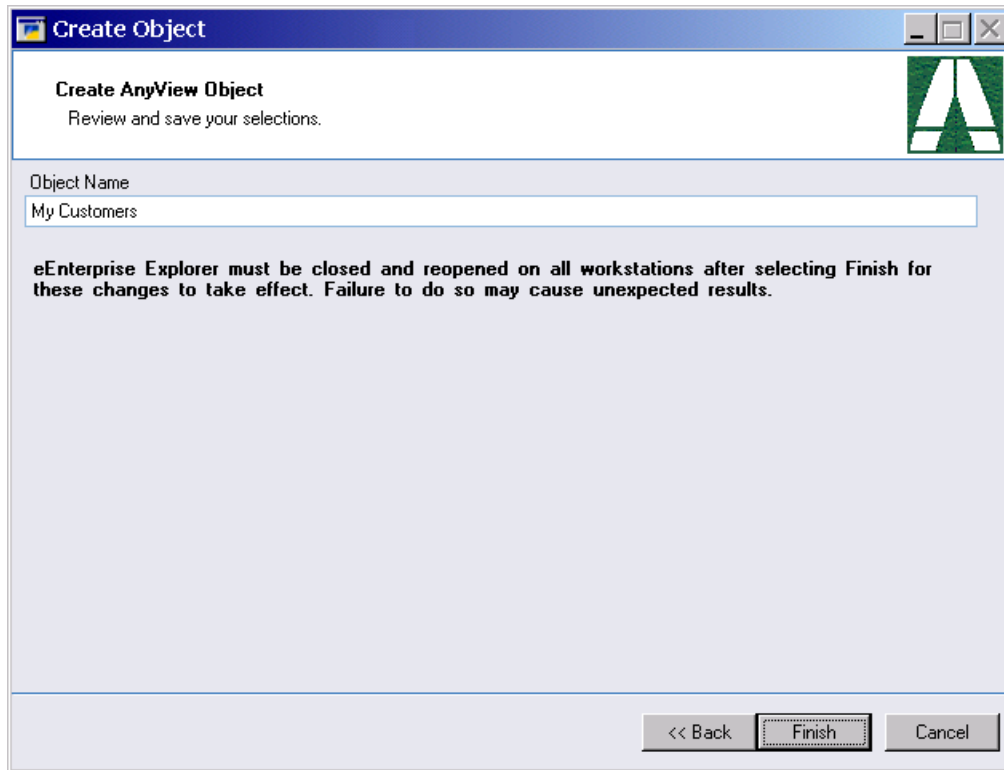 Create Object
Create AnyView Object
Review and save your selections.
Object Name
My Customers
eEnterprise Explorer must be closed and reopened on all workstations after selecting Finish for
these changes to take effect. Failure to do so may cause unexpected results.
<< Back
Finish
Cancel